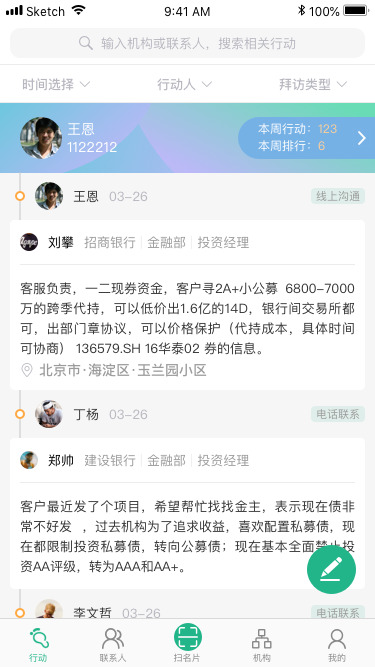 Sketch
9:41 AM
100%
输入机构或联系人，搜索相关行动
时间选择
行动人
拜访类型
王恩
1122212
本周行动：123
本周排行：6
王恩 03-26
线上沟通
刘攀 招商银行 | 金融部 | 投资经理
客服负责，一二现券资金，客户寻2A+小公募 6800-7000
万的跨季代持，可以低价出1.6亿的14D，银行间交易所都
可，出部门章协议，可以价格保护（代持成本，具体时间
可协商） 136579.SH 16华泰02 券的信息。
北京市·海淀区·玉兰园小区
丁杨 03-26
电话联系
郑帅 建设银行 | 金融部 | 投资经理
客户最近发了个项目，希望帮忙找找金主，表示现在债非
常不好发 ，过去机构为了追求收益，喜欢配置私募债，现
在都限制投资私募债，转向公募债；现在基本全面禁止投
资AA评级，转为AAA和AA+。
李文哲 03-26
电话联系
行动
联系人
扫名片
机构
我的